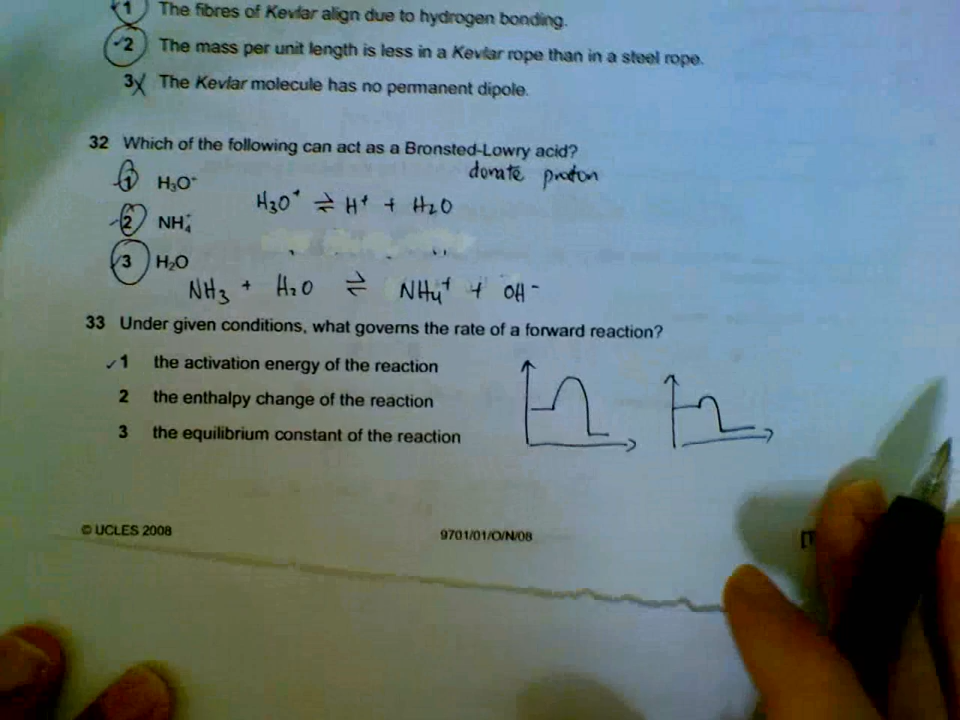 1 The fibres of Kevlar align due to hydrogen bonding.
2 The mass per unit length is less in a Kevlar rope than in a steel rope.
3 The Kevlar molecule has no permanent dipole.
32 Which of the following can act as a Bronsted-Lowry acid?
donate proton
1 H₃O⁺
H₃O⁺ ⇌ H⁺ + H₂O
2 NH₄⁺
3 H₂O
NH₃ + H₂O ⇌ NH₄⁺ + OH⁻
33 Under given conditions, what governs the rate of a forward reaction?
✓1 the activation energy of the reaction
2 the enthalpy change of the reaction
3 the equilibrium constant of the reaction
© UCLES 2008
9701/01/O/N/08